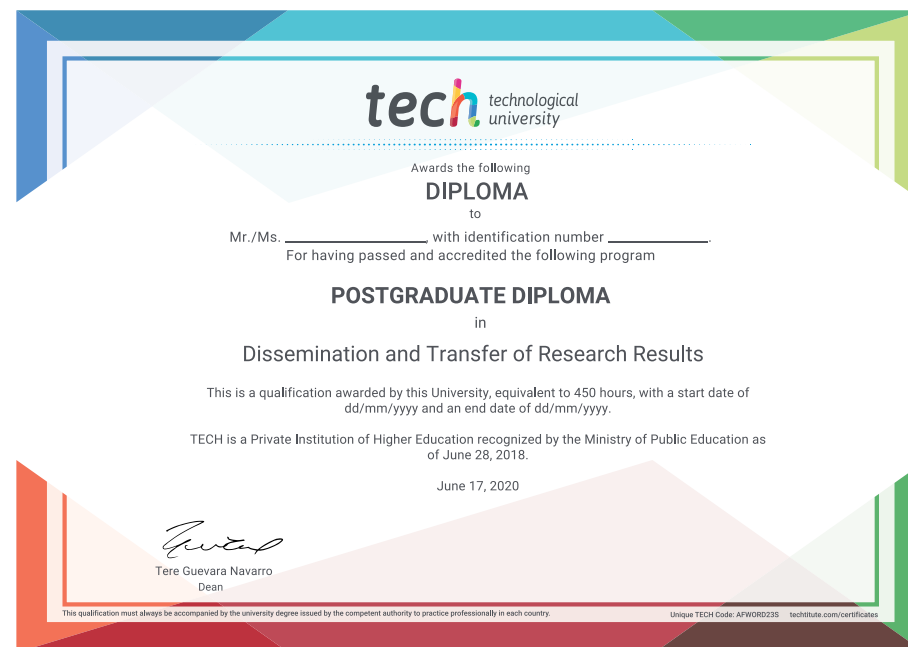 tech technological
university
Awards the following
DIPLOMA
to
Mr./Ms. ____________________, with identification number ______________.
For having passed and accredited the following program
POSTGRADUATE DIPLOMA
in
Dissemination and Transfer of Research Results
This is a qualification awarded by this University, equivalent to 450 hours, with a start date of
dd/mm/yyyy and an end date of dd/mm/yyyy.
TECH is a Private Institution of Higher Education recognized by the Ministry of Public Education as
of June 28, 2018.
June 17, 2020
Tere Guevara Navarro
Dean
This qualification must always be accompanied by the university degree issued by the competent authority to practice professionally in each country.
Unique TECH Code: AFWORD23S techtitute.com/certificates